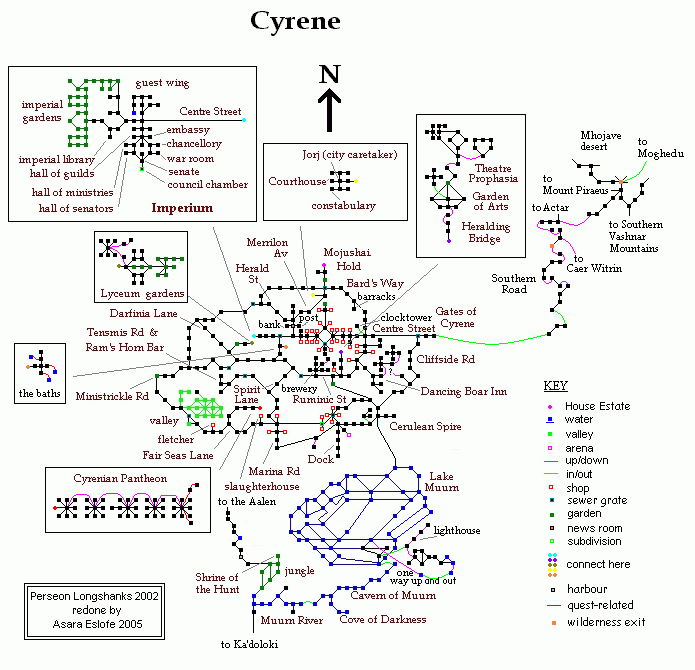 Cyrene
N
guest wing
imperial
gardens
Centre Street
embassy
chancellory
war room
senate
council chamber
imperial library
hall of guilds
hall of ministries
hall of senators
Imperium
Jorj (city caretaker)
Courthouse
constabulary
Theatre
Prophasia
Garden
of Arts
Heralding
Bridge
Mhojave
desert
to
Moghedu
to
Mount Piraeus
to Actar
to Southern
Vashnar
Mountains
to
Caer Witrin
Southern
Road
Lyceum gardens
Merrilon
Av
Mojushai
Hold
Herald
St
Bard's Way
barracks
Darfinia Lane
bank
post
clocktower
Centre Street
Gates of
Cyrene
Tensmis Rd &
Ram's Horn Bar
Cliffside Rd
the baths
Ministrickle Rd
Spirit
Lane
brewery
Ruminic St
?
Dancing Boar Inn
valley
fletcher
Fair Seas Lane
Cerulean Spire
Marina Rd
Dock
slaughterhouse
Cyrenian Pantheon
to the Aalen
Lake
Muurn
lighthouse
Shrine of
the Hunt
jungle
one
way up and out
Cavern of Muurn
Muurn River
Cove of Darkness
to Ka'doloki
KEY
House Estate
water
valley
arena
up/down
in/out
shop
sewer grate
garden
news room
subdivision
connect here
harbour
quest-related
wilderness exit
Perseon Longshanks 2002
redone by
Asara Eslofe 2005